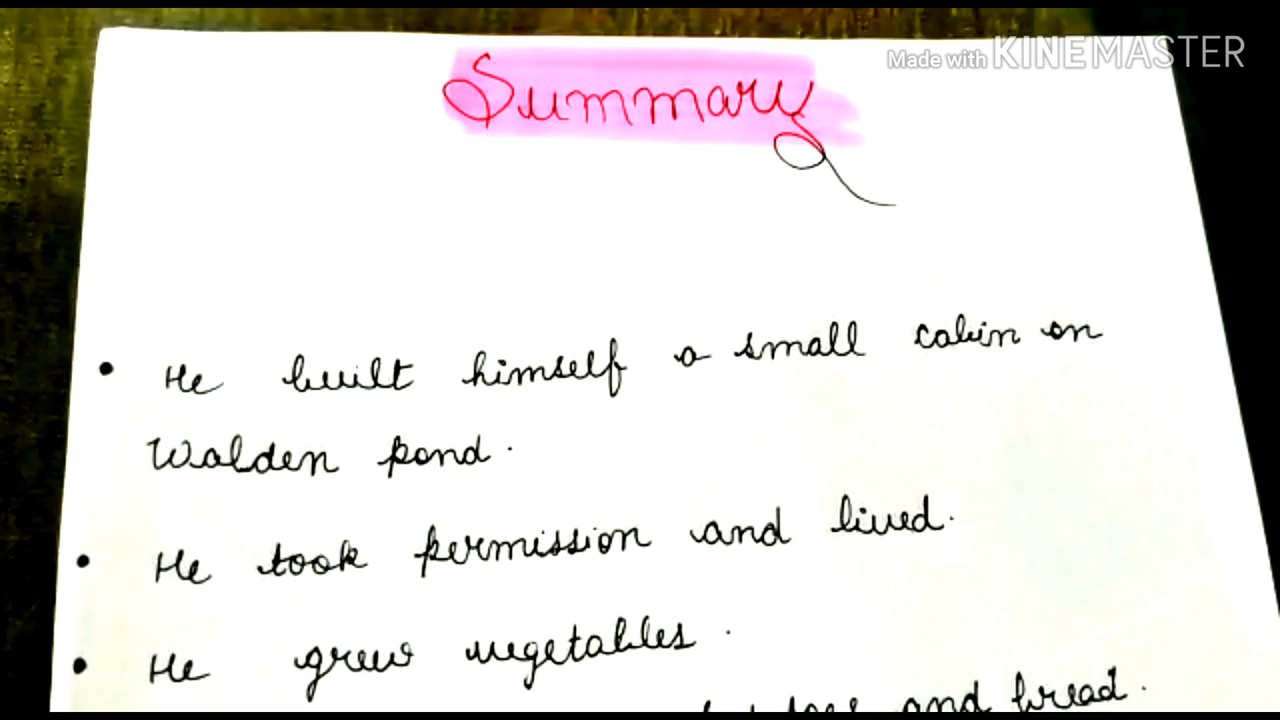 Made with KINEMASTER
Summary
• He built himself a small cabin on
Walden pond.
• He took permission and lived.
• He grew vegetables.
and bread.